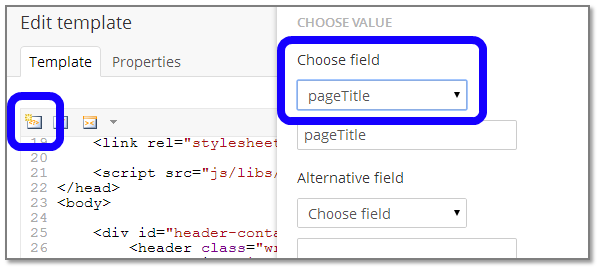 Edit template
Template
Properties
19
<link rel="stylesheet
20
21 <script src="js/libs/
22 </head>
23 <body>
24
25 <div id="header-conta
26 <header class="wr
CHOOSE VALUE
Choose field
pageTitle
pageTitle
Alternative field
Choose field